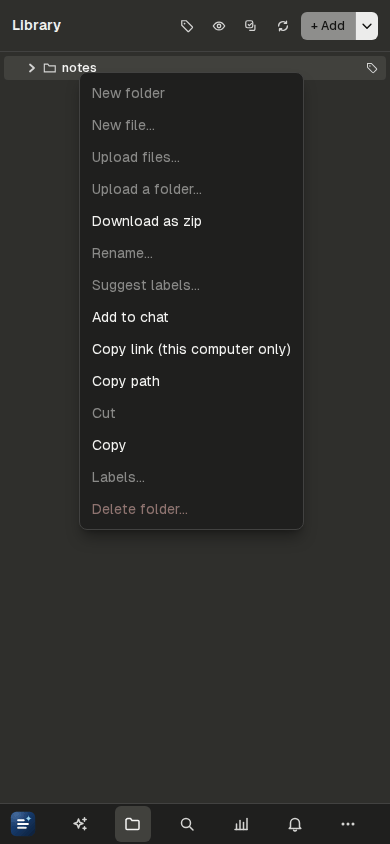 Library
+ Add
notes
New folder
New file...
Upload files...
Upload a folder...
Download as zip
Rename...
Suggest labels...
Add to chat
Copy link (this computer only)
Copy path
Cut
Copy
Labels...
Delete folder...